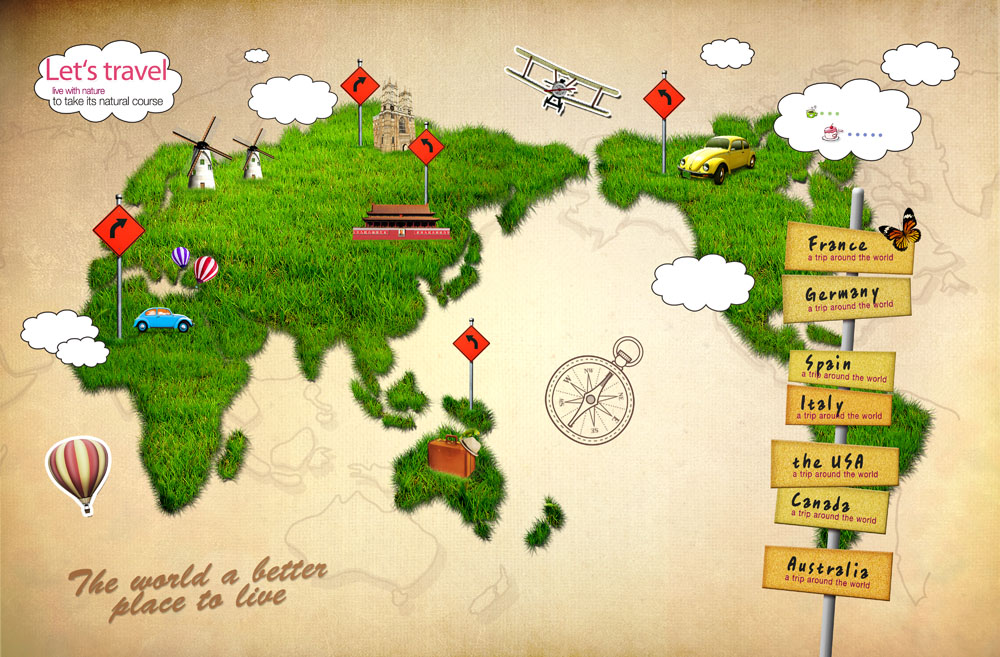 Let's travel
live with nature
to take its natural course
France
a trip around the world
Germany
a trip around the world
Spain
a trip around the world
Italy
a trip around the world
the USA
a trip around the world
Canada
a trip around the world
Australia
a trip around the world
The world a better
place to live